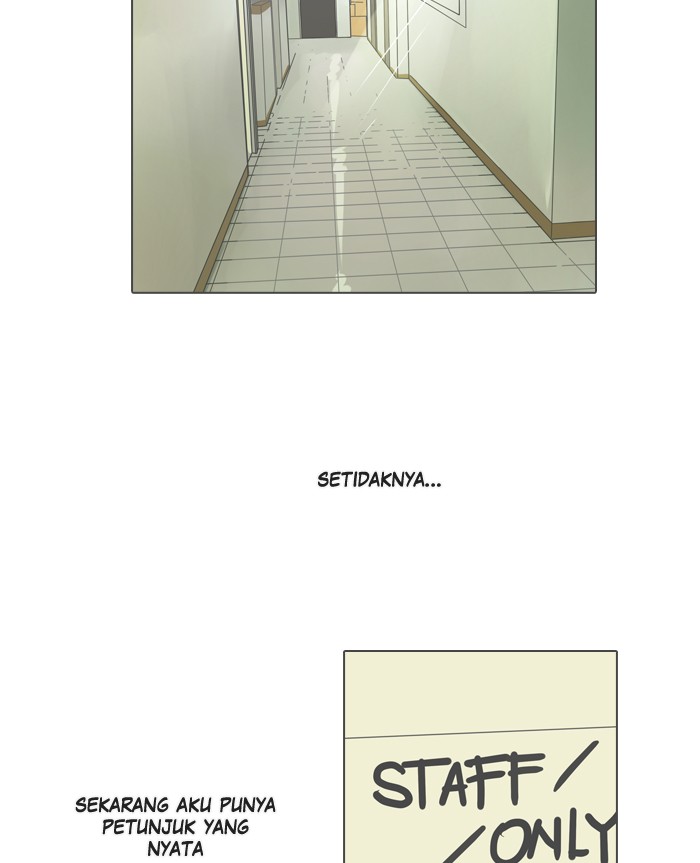 SETIDAKNYA...
SEKARANG AKU PUNYA
PETUNJUK YANG
NYATA
STAFF /
/ ONLY